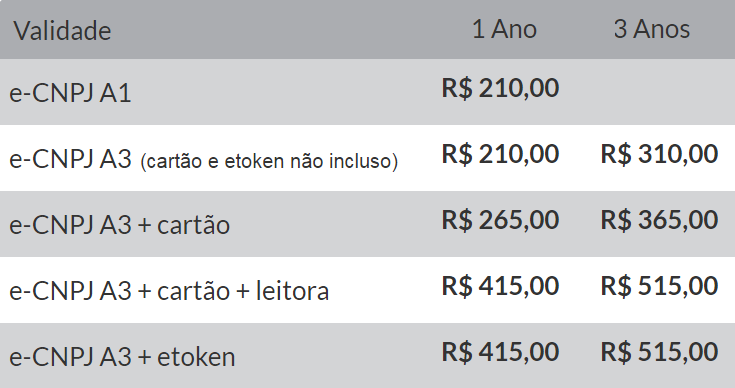 Validade 1 Ano 3 Anos
e-CNPJ A1 R$ 210,00
e-CNPJ A3 (cartão e etoken não incluso) R$ 210,00 R$ 310,00
e-CNPJ A3 + cartão R$ 265,00 R$ 365,00
e-CNPJ A3 + cartão + leitora R$ 415,00 R$ 515,00
e-CNPJ A3 + etoken R$ 415,00 R$ 515,00